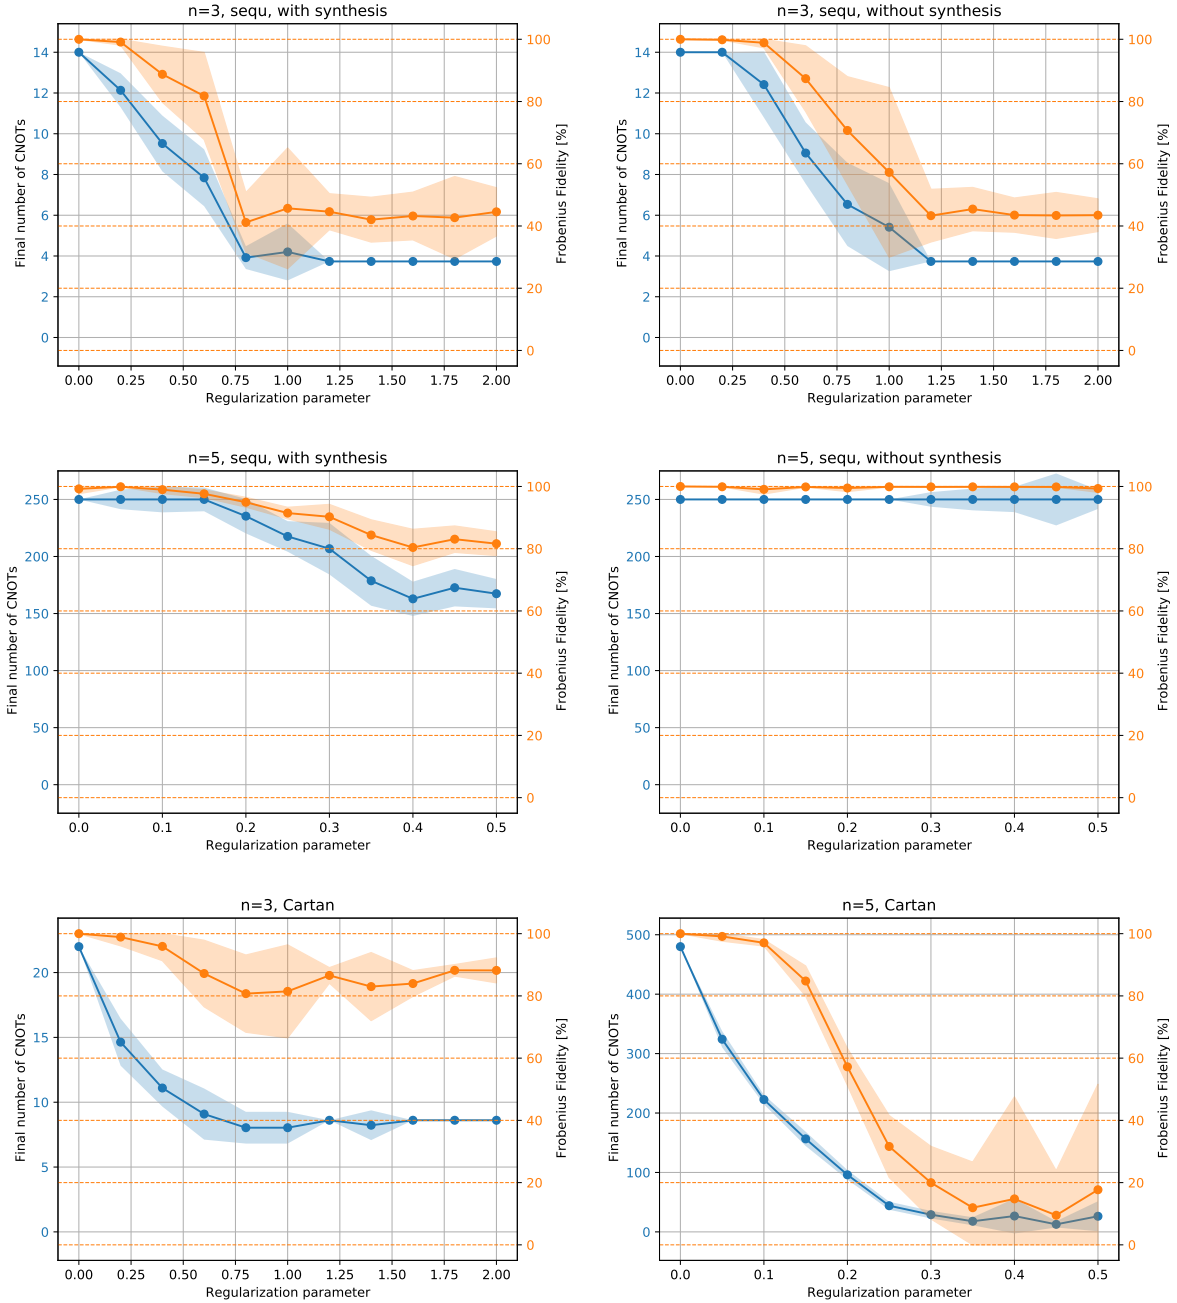 n=3, sequ, with synthesis
Final number of CNOTs
14
12
10
8
6
4
2
0
100
80
60
40
20
0
Frobenius Fidelity [%]
0.00 0.25 0.50 0.75 1.00 1.25 1.50 1.75 2.00
Regularization parameter
n=3, sequ, without synthesis
Final number of CNOTs
14
12
10
8
6
4
2
0
100
80
60
40
20
0
Frobenius Fidelity [%]
0.00 0.25 0.50 0.75 1.00 1.25 1.50 1.75 2.00
Regularization parameter
n=5, sequ, with synthesis
Final number of CNOTs
250
200
150
100
50
0
100
80
60
40
20
0
Frobenius Fidelity [%]
0.0 0.1 0.2 0.3 0.4 0.5
Regularization parameter
n=5, sequ, without synthesis
Final number of CNOTs
250
200
150
100
50
0
100
80
60
40
20
0
Frobenius Fidelity [%]
0.0 0.1 0.2 0.3 0.4 0.5
Regularization parameter
n=3, Cartan
Final number of CNOTs
20
15
10
5
0
100
80
60
40
20
0
Frobenius Fidelity [%]
0.00 0.25 0.50 0.75 1.00 1.25 1.50 1.75 2.00
Regularization parameter
n=5, Cartan
Final number of CNOTs
500
400
300
200
100
0
100
80
60
40
20
0
Frobenius Fidelity [%]
0.0 0.1 0.2 0.3 0.4 0.5
Regularization parameter